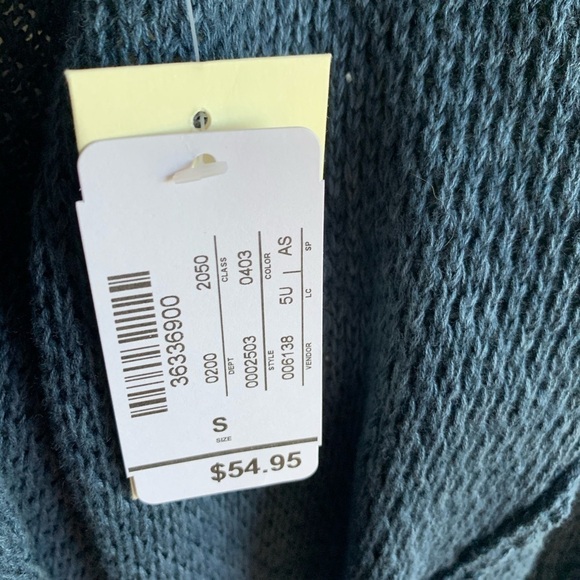 36336900
0200 2050
DEPT CLASS
0002503 0403
STYLE COLOR
006138 5U AS
VENDOR LC SP
S
SIZE
$54.95